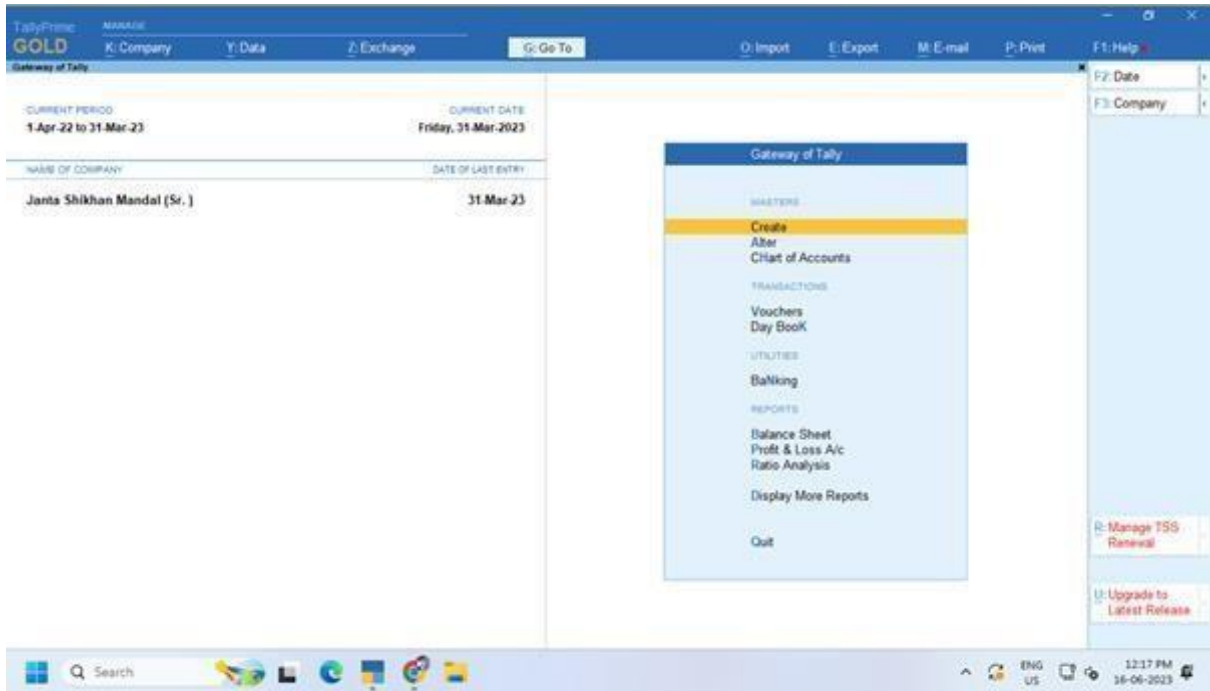 TallyPrime MANAGE
GOLD K: Company Y: Data Z: Exchange G: Go To O: Import E: Export M: E-mail P: Print F1: Help
Gateway of Tally
F2: Date
F3: Company
CURRENT PERIOD CURRENT DATE
1-Apr-22 to 31-Mar-23 Friday, 31-Mar-2023
NAME OF COMPANY DATE OF LAST ENTRY
Janta Shikhan Mandal (Sr. ) 31-Mar-23
Gateway of Tally
MASTERS
Create
Alter
CHart of Accounts
TRANSACTIONS
Vouchers
Day BooK
UTILITIES
BaNking
REPORTS
Balance Sheet
Profit & Loss A/c
Ratio Analysis
Display More Reports
Quit
R: Manage TSS
Renewal
U: Upgrade to
Latest Release
Search
ENG
US
12:17 PM
16-06-2023